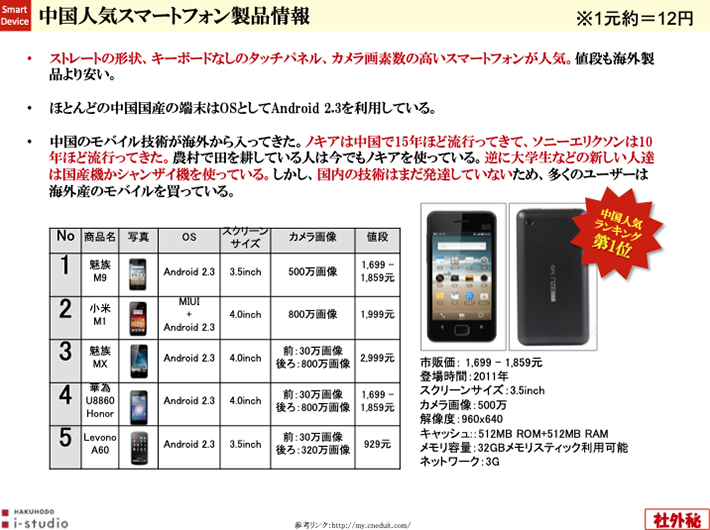 Smart
Device
中国人気スマートフォン製品情報
※1元約＝12円
• ストレートの形状、キーボードなしのタッチパネル、カメラ画素数の高いスマートフォンが人気。値段も海外製
品より安い。
• ほとんどの中国国産の端末はOSとしてAndroid 2.3を利用している。
• 中国のモバイル技術が海外から入ってきた。ノキアは中国で15年ほど流行ってきて、ソニーエリクソンは10
年ほど流行ってきた。農村で田を耕している人は今でもノキアを使っている。逆に大学生などの新しい人達
は国産機かシャンザイ機を使っている。しかし、国内の技術はまだ発達していないため、多くのユーザーは
海外産のモバイルを買っている。
No 商品名 写真 OS スクリーンサイズ カメラ画像 値段
1 魅族 M9 Android 2.3 3.5inch 500万画像 1,699 – 1,859元
2 小米 M1 MIUI + Android 2.3 4.0inch 800万画像 1,999元
3 魅族 MX Android 2.3 4.0inch 前：30万画像 後ろ：800万画像 2,999元
4 華為 U8860 Honor Android 2.3 4.0inch 前：30万画像 後ろ：800万画像 1,699 – 1,859元
5 Levono A60 Android 2.3 3.5inch 前：30万画像 後ろ：320万画像 929元
中国人気
ランキング
第1位
MEIZU M9
市販価： 1,699 – 1,859元
登場時間：2011年
スクリーンサイズ：3.5inch
カメラ画像：500万
解像度：960x640
キャッシュ：：512MB ROM+512MB RAM
メモリ容量：32GBメモリスティック利用可能
ネットワーク：3G
HAKUHODO
i-studio
参考リンク：http://my.cneduit.com/
社外秘